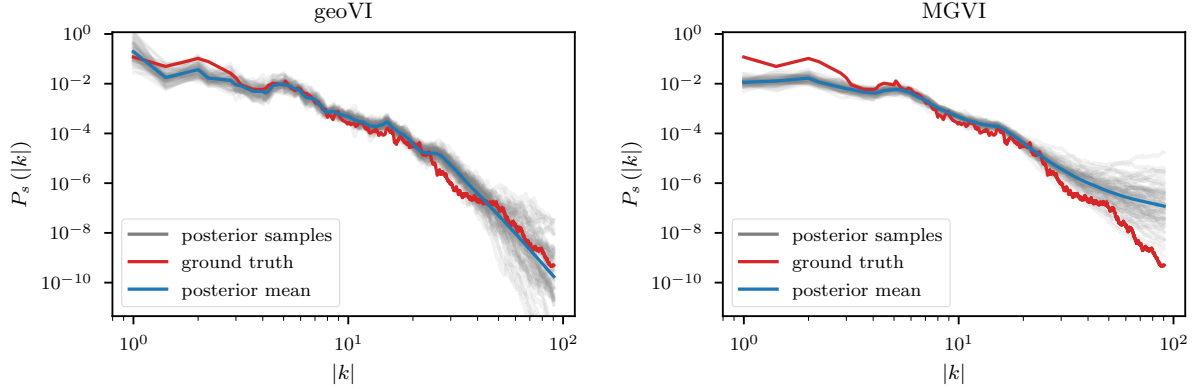 geoVI
10^0
10^−2
10^−4
10^−6
10^−8
10^−10
P_s (|k|)
posterior samples
ground truth
posterior mean
10^0
10^1
10^2
|k|
MGVI
10^0
10^−2
10^−4
10^−6
10^−8
10^−10
P_s (|k|)
posterior samples
ground truth
posterior mean
10^0
10^1
10^2
|k|